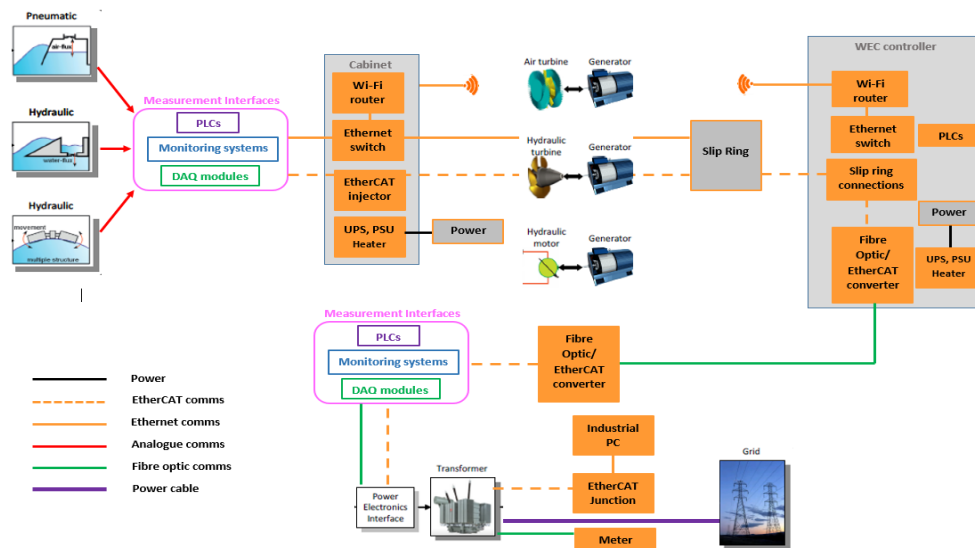 Pneumatic
air-flux
Hydraulic
water-flux
Hydraulic
movement
multiple structure
Measurement Interfaces
PLCs
Monitoring systems
DAQ modules
Cabinet
Wi-Fi
router
Ethernet
switch
EtherCAT
injector
UPS, PSU
Heater
Power
Air turbine
Generator
Hydraulic
turbine
Generator
Hydraulic
motor
Generator
Slip Ring
WEC controller
Wi-Fi
router
Ethernet
switch
PLCs
Slip ring
connections
Power
Fibre
Optic/
EtherCAT
converter
UPS, PSU
Heater
Measurement Interfaces
PLCs
Monitoring systems
DAQ modules
Fibre
Optic/
EtherCAT
converter
Power
EtherCAT comms
Ethernet comms
Analogue comms
Fibre optic comms
Power cable
Industrial
PC
EtherCAT
Junction
Meter
Transformer
Power
Electronics
Interface
Grid